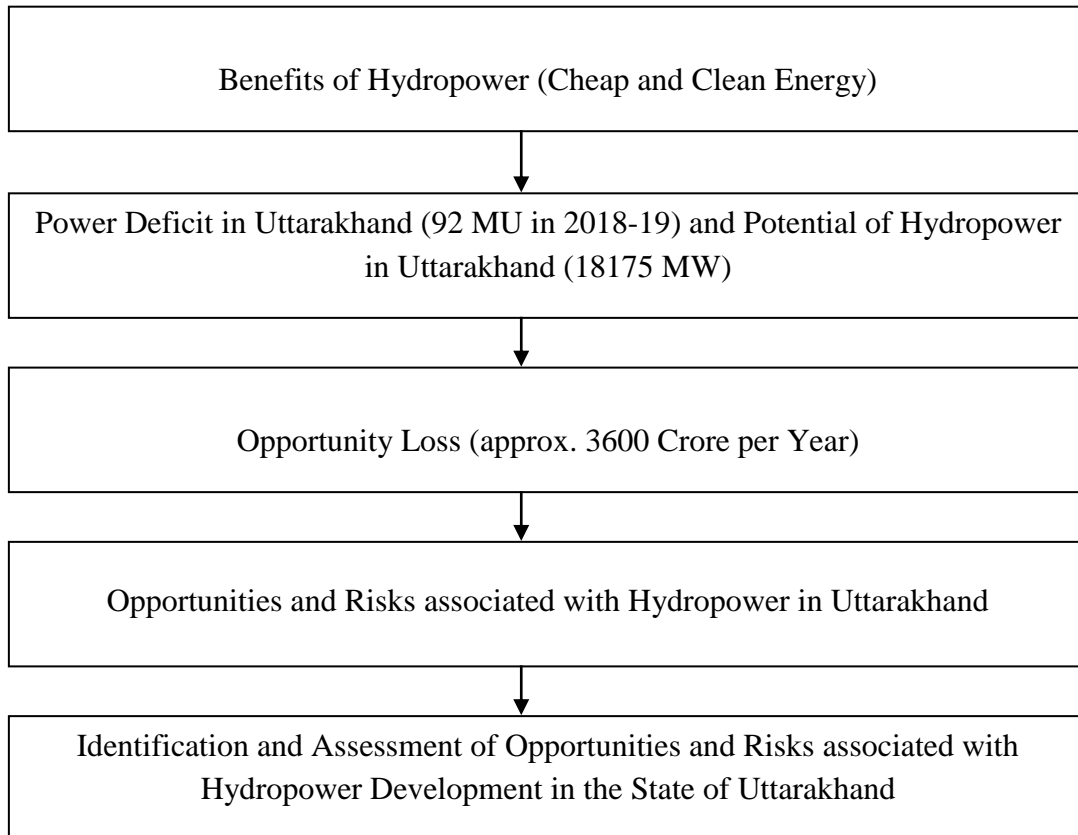 Benefits of Hydropower (Cheap and Clean Energy)
Power Deficit in Uttarakhand (92 MU in 2018-19) and Potential of Hydropower
in Uttarakhand (18175 MW)
Opportunity Loss (approx. 3600 Crore per Year)
Opportunities and Risks associated with Hydropower in Uttarakhand
Identification and Assessment of Opportunities and Risks associated with
Hydropower Development in the State of Uttarakhand